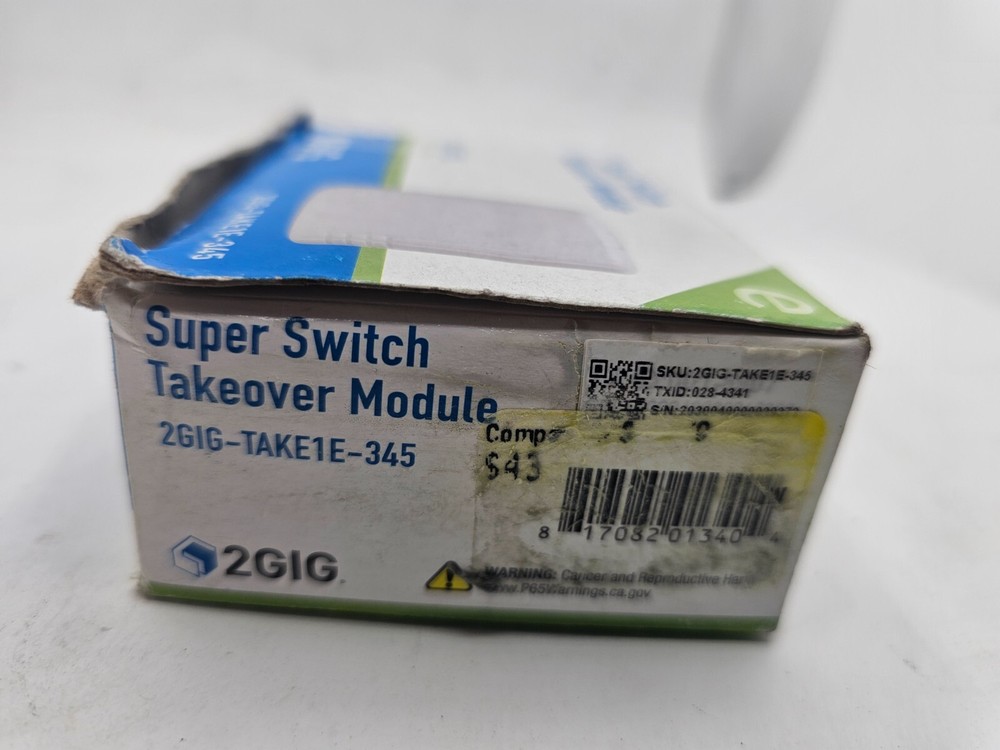 Super Switch
Takeover Module
2GIG-TAKE1E-345
2GIG
SKU:2GIG-TAKE1E-345
TXID:028-4341
S/N:
$43
8 17082 01340 4
WARNING: Cancer and Reproductive
www.P65Warnings.ca.gov
e